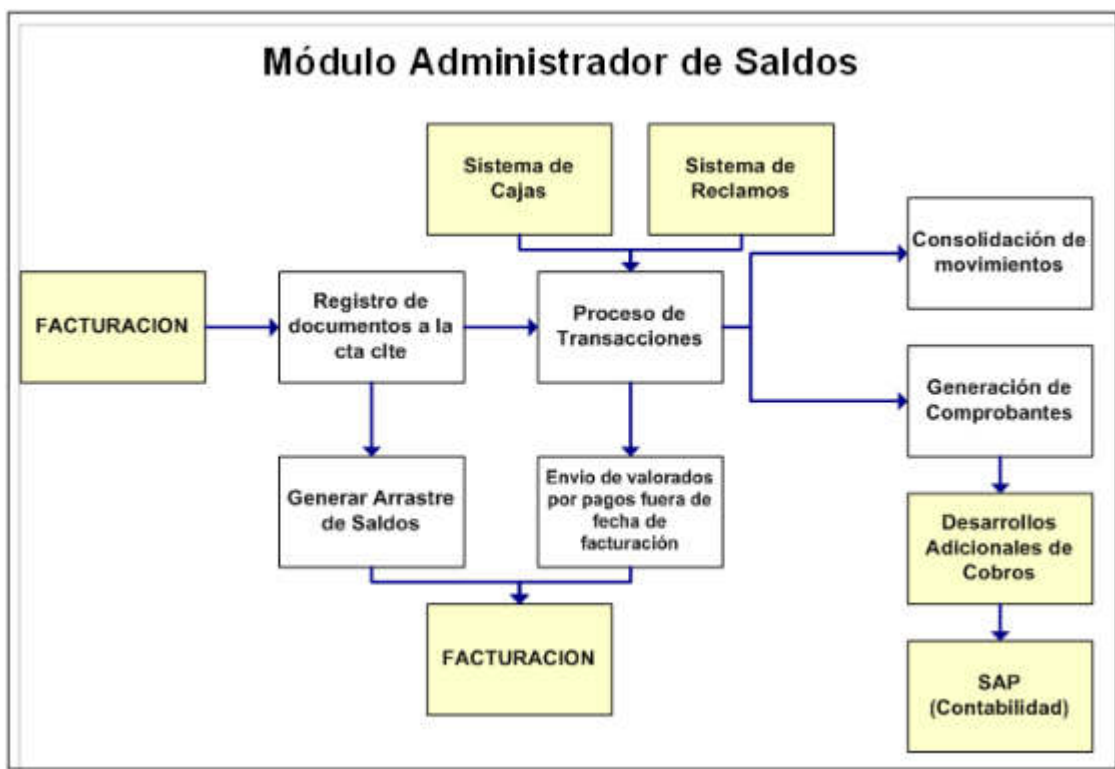 Módulo Administrador de Saldos
Sistema de
Cajas
Sistema de
Reclamos
Consolidación de
movimientos
FACTURACION
Registro de
documentos a la
cta clte
Proceso de
Transacciones
Generación de
Comprobantes
Generar Arrastre
de Saldos
Envio de valorados
por pagos fuera de
fecha de
facturación
Desarrollos
Adicionales de
Cobros
FACTURACION
SAP
(Contabilidad)